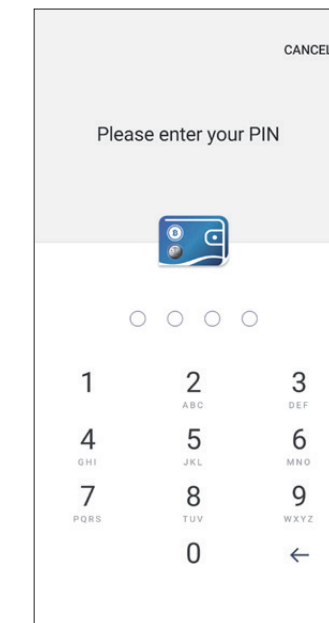 CANCEL
Please enter your PIN
1 2 3
ABC DEF
4 5 6
GHI JKL MNO
7 8 9
PQRS TUV WXYZ
0